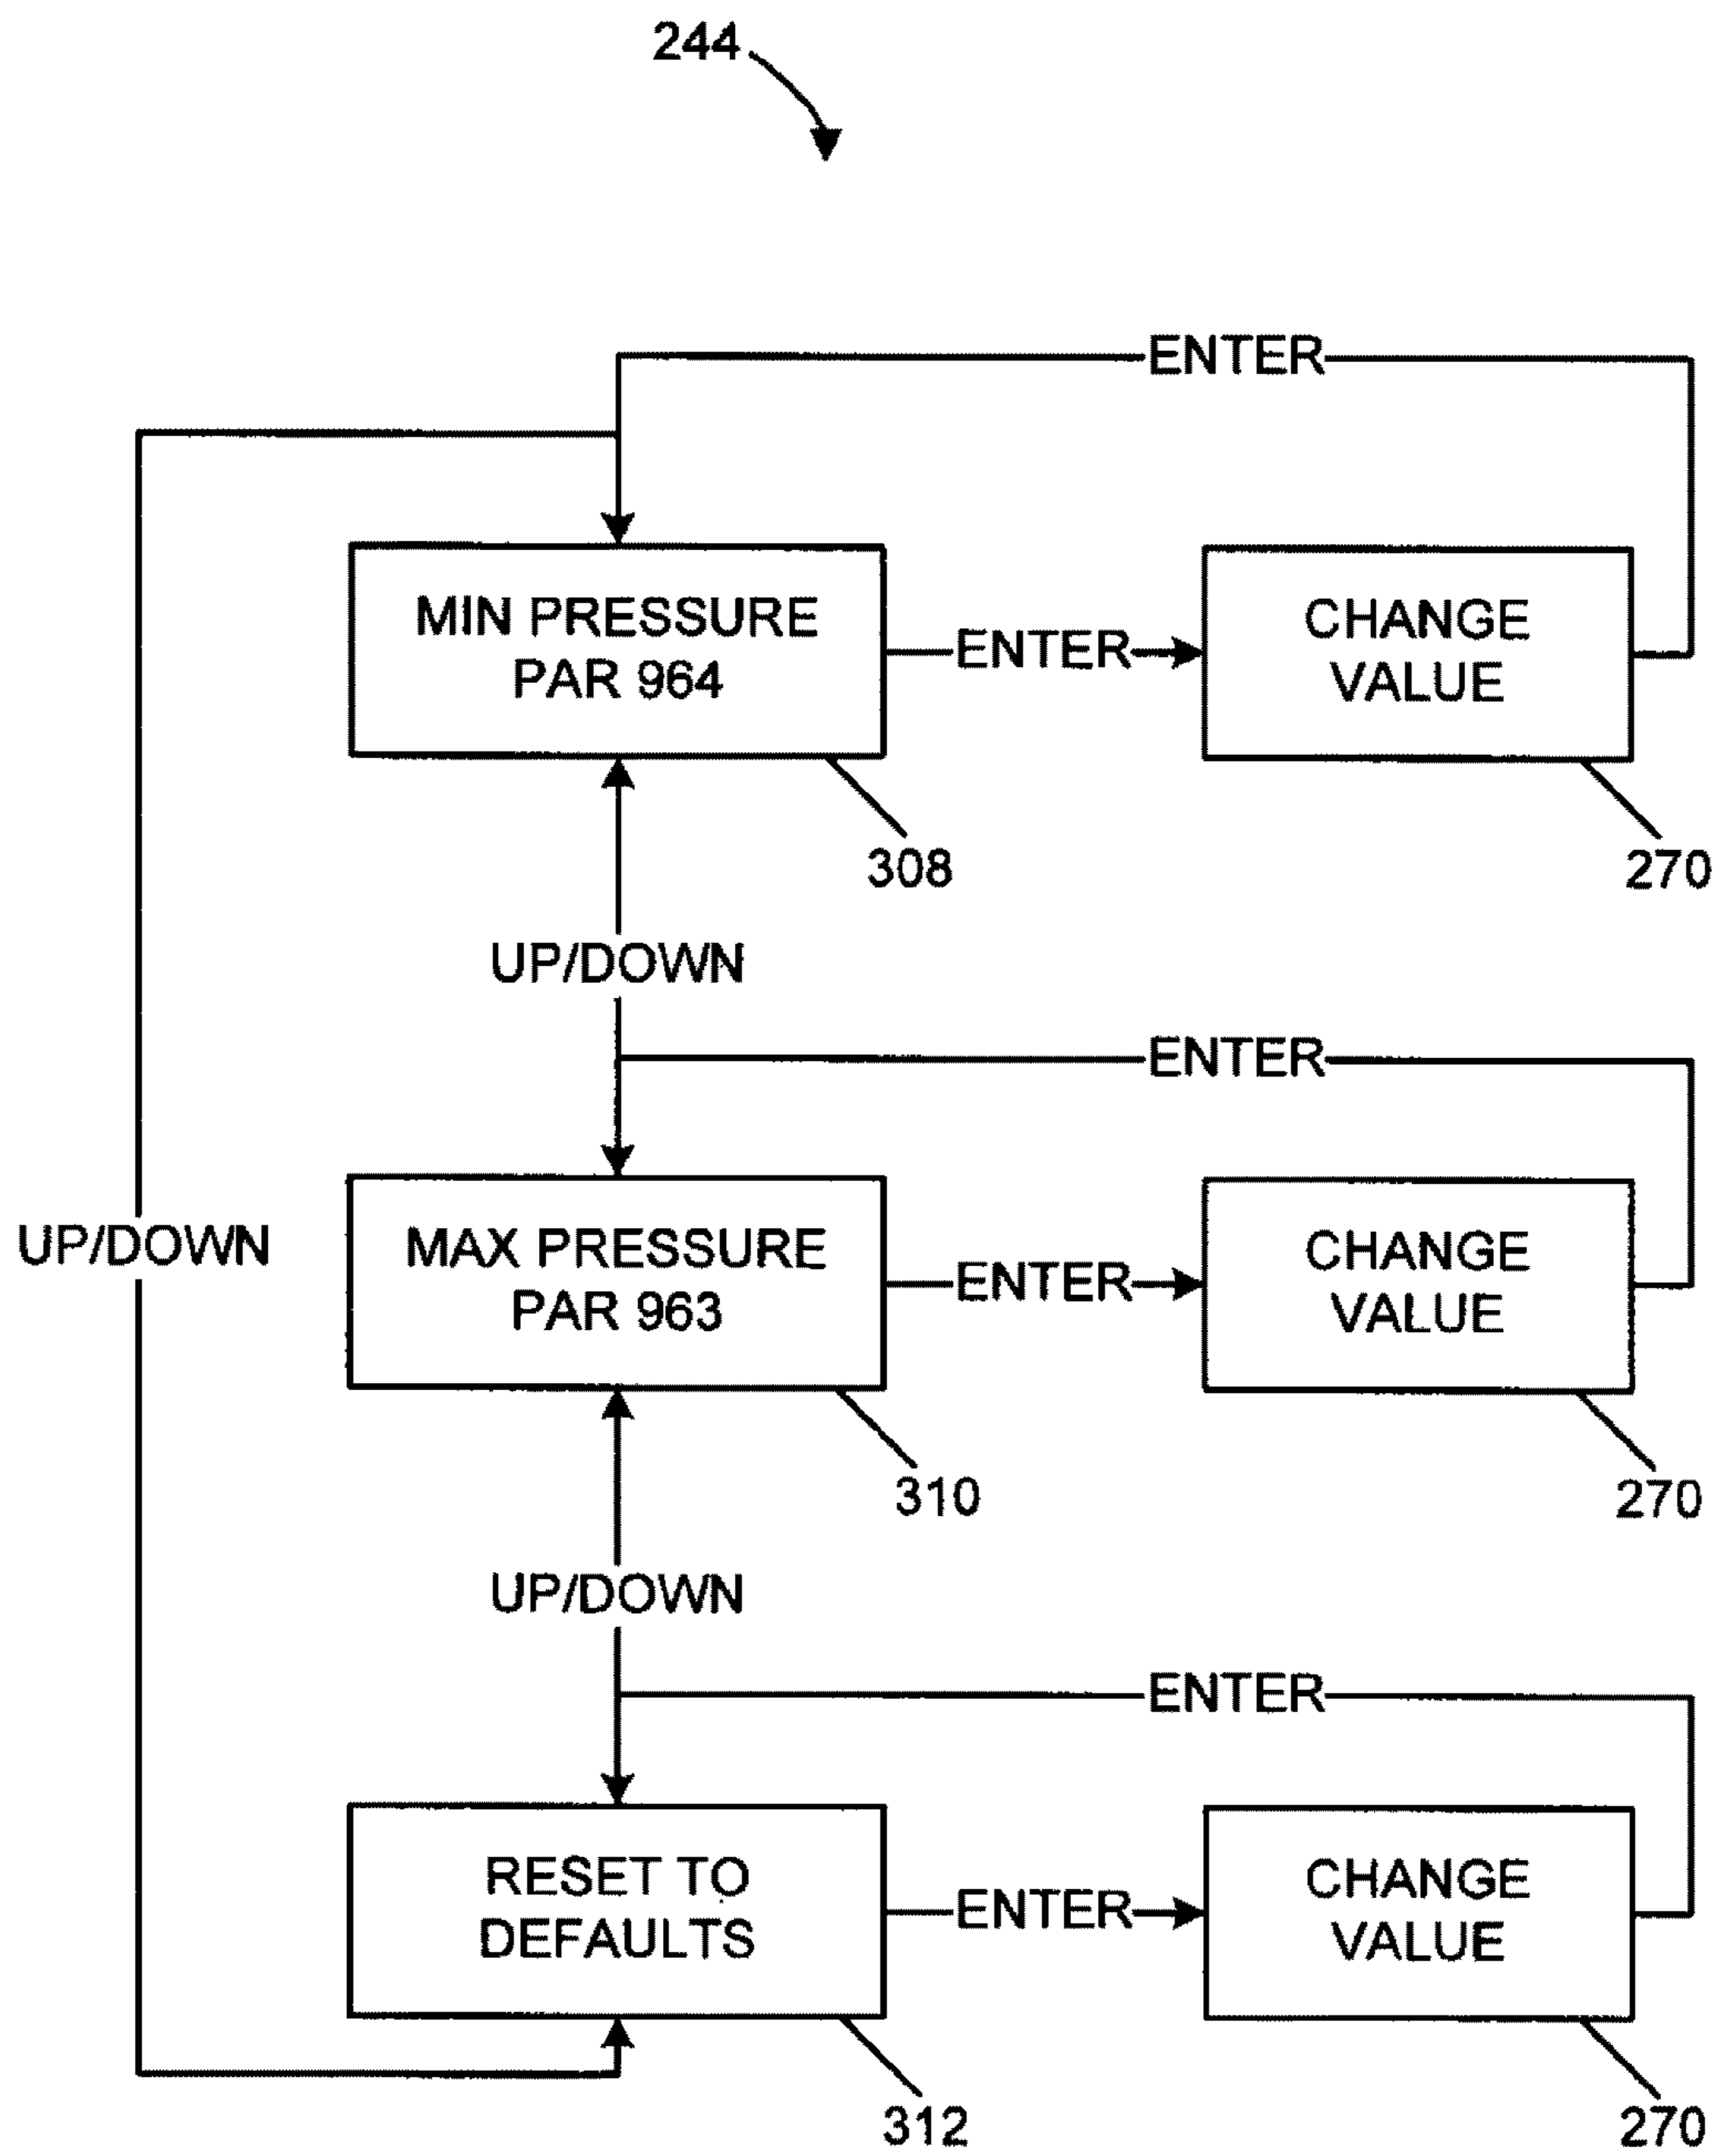 244
ENTER
MIN PRESSURE
PAR 964
ENTER
CHANGE
VALUE
308
270
UP/DOWN
ENTER
UP/DOWN
MAX PRESSURE
PAR 963
ENTER
CHANGE
VALUE
310
270
UP/DOWN
ENTER
RESET TO
DEFAULTS
ENTER
CHANGE
VALUE
312
270